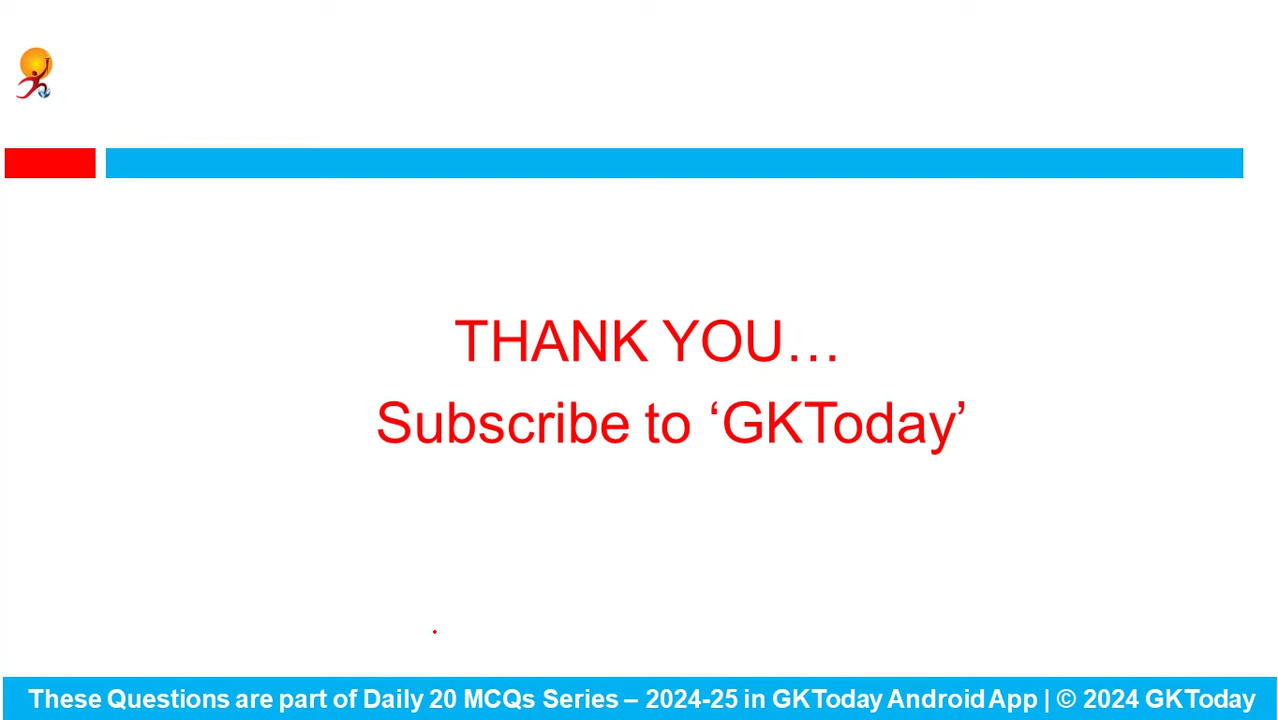 THANK YOU…
Subscribe to ‘GKToday’
These Questions are part of Daily 20 MCQs Series – 2024-25 in GKToday Android App | © 2024 GKToday